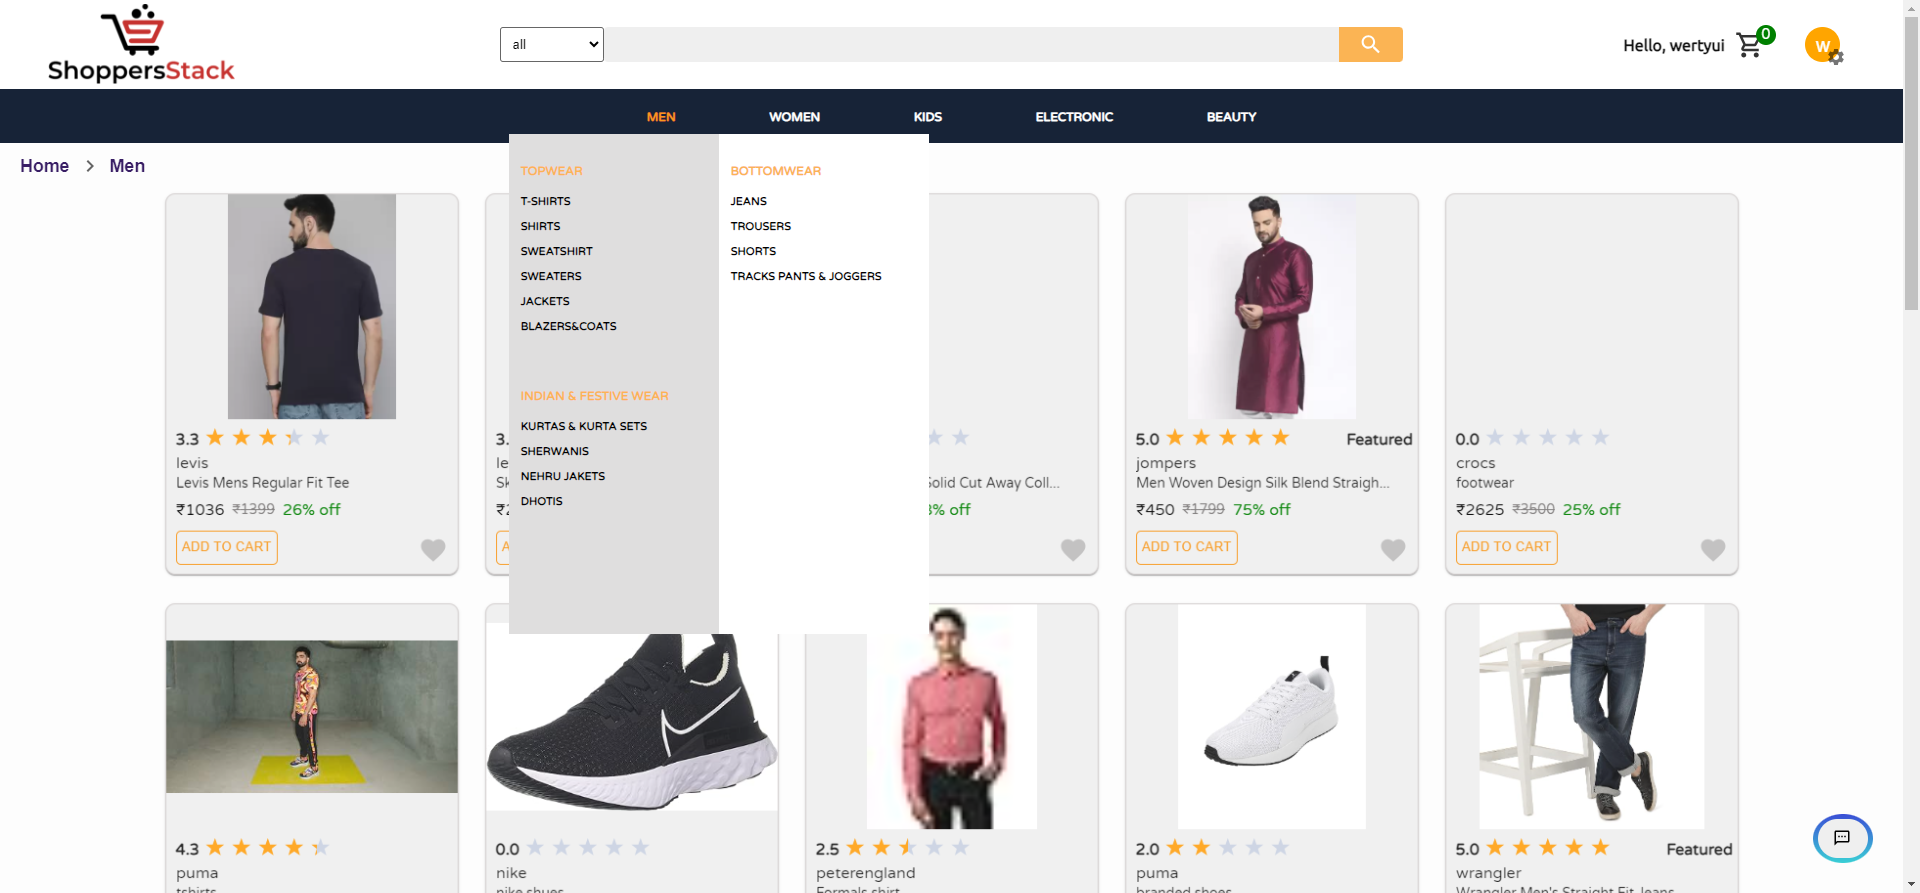 ShoppersStack
all
Hello, wertyui
0
W
MEN
WOMEN
KIDS
ELECTRONIC
BEAUTY
Home > Men
TOPWEAR
T-SHIRTS
SHIRTS
SWEATSHIRT
SWEATERS
JACKETS
BLAZERS&COATS
INDIAN & FESTIVE WEAR
KURTAS & KURTA SETS
SHERWANIS
NEHRU JAKETS
DHOTIS
BOTTOMWEAR
JEANS
TROUSERS
SHORTS
TRACKS PANTS & JOGGERS
3.3
levis
Levis Mens Regular Fit Tee
₹1036 ₹1399 26% off
ADD TO CART
3.
le
Sk
₹2
A
Solid Cut Away Coll...
% off
5.0
Featured
jompers
Men Woven Design Silk Blend Straigh...
₹450 ₹1799 75% off
ADD TO CART
0.0
crocs
footwear
₹2625 ₹3500 25% off
ADD TO CART
4.3
puma
tshirts
0.0
nike
nike shues
2.5
peterengland
Formals shirt
2.0
puma
branded shoes
5.0
Featured
wrangler
Wrangler Men's Straight Fit Jeans